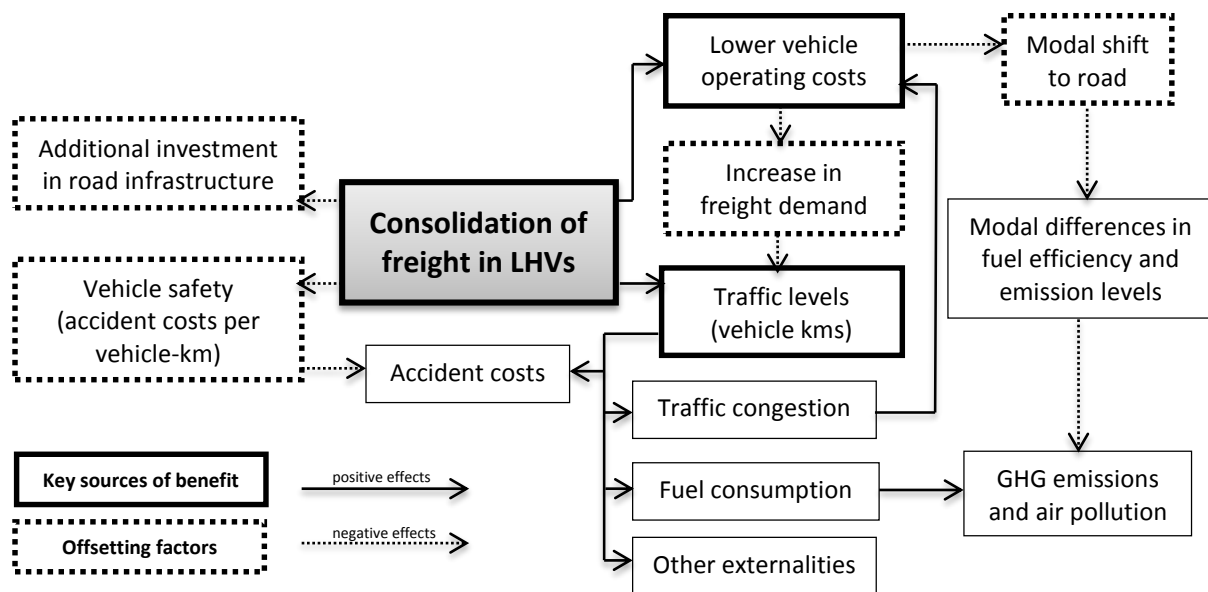 Lower vehicle
operating costs
Modal shift
to road
Additional investment
in road infrastructure
Increase in
freight demand
Consolidation of
freight in LHVs
Modal differences in
fuel efficiency and
emission levels
Vehicle safety
(accident costs per
vehicle-km)
Traffic levels
(vehicle kms)
Accident costs
Traffic congestion
Key sources of benefit
positive effects
Fuel consumption
GHG emissions
and air pollution
Offsetting factors
negative effects
Other externalities